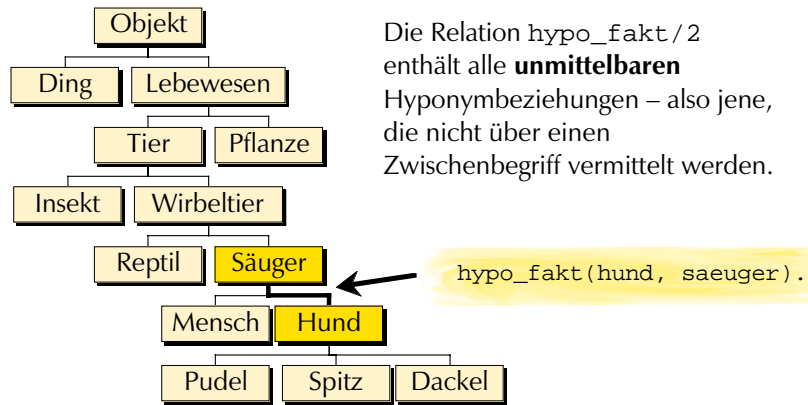 Objekt
Ding Lebewesen
Tier Pflanze
Insekt Wirbeltier
Reptil Säuger
Mensch Hund
Pudel Spitz Dackel
Die Relation hypo_fakt/2
enthält alle unmittelbaren
Hyponymbeziehungen – also jene,
die nicht über einen
Zwischenbegriff vermittelt werden.
hypo_fakt(hund, saeuger).